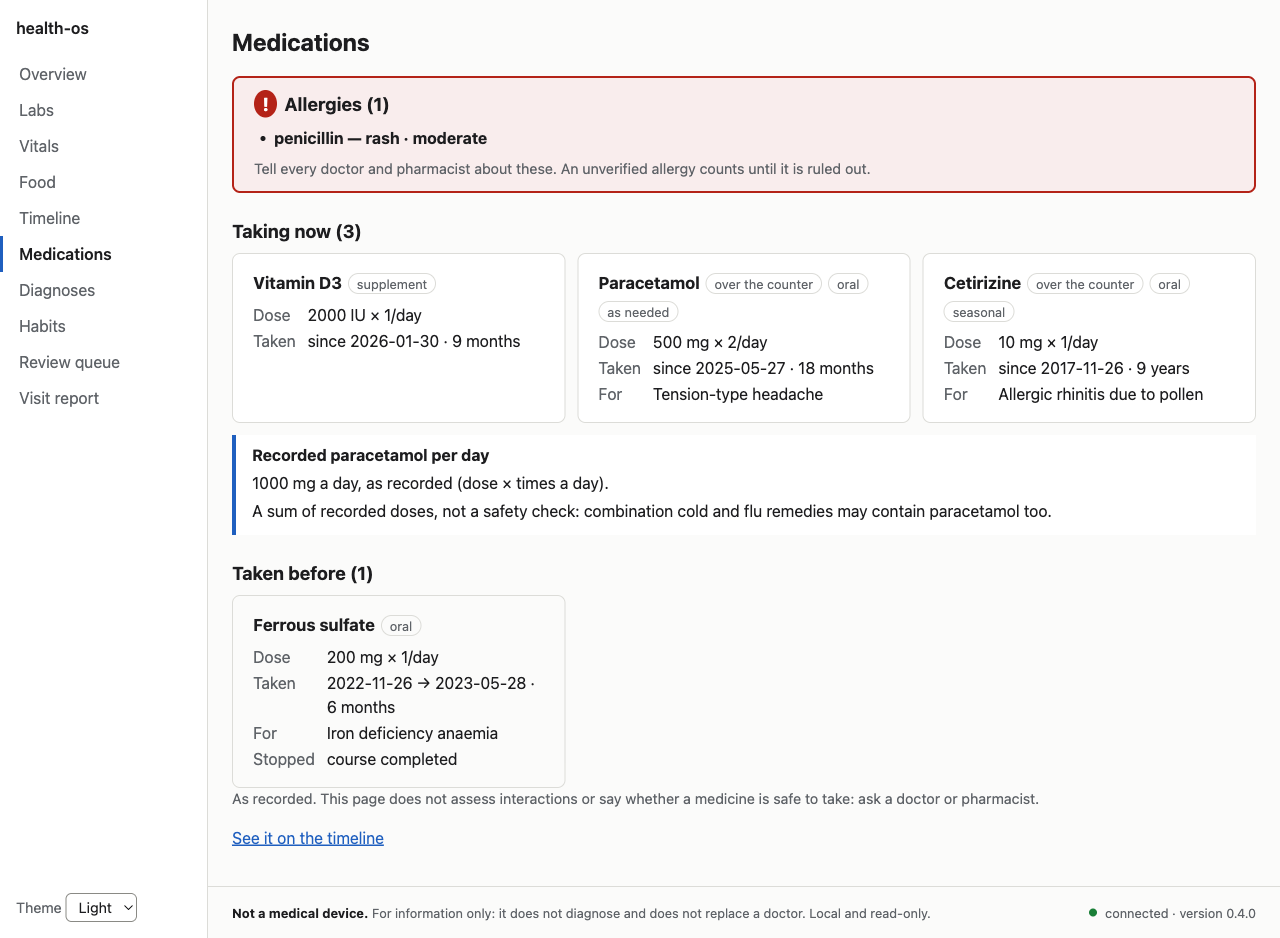 health-os
Overview
Labs
Vitals
Food
Timeline
Medications
Diagnoses
Habits
Review queue
Visit report
Theme Light
Medications
! Allergies (1)
• penicillin — rash · moderate
Tell every doctor and pharmacist about these. An unverified allergy counts until it is ruled out.
Taking now (3)
Vitamin D3 supplement
Dose 2000 IU × 1/day
Taken since 2026-01-30 · 9 months
Paracetamol over the counter oral
as needed
Dose 500 mg × 2/day
Taken since 2025-05-27 · 18 months
For Tension-type headache
Cetirizine over the counter oral
seasonal
Dose 10 mg × 1/day
Taken since 2017-11-26 · 9 years
For Allergic rhinitis due to pollen
Recorded paracetamol per day
1000 mg a day, as recorded (dose × times a day).
A sum of recorded doses, not a safety check: combination cold and flu remedies may contain paracetamol too.
Taken before (1)
Ferrous sulfate oral
Dose 200 mg × 1/day
Taken 2022-11-26 → 2023-05-28 ·
6 months
For Iron deficiency anaemia
Stopped course completed
As recorded. This page does not assess interactions or say whether a medicine is safe to take: ask a doctor or pharmacist.
See it on the timeline
Not a medical device. For information only: it does not diagnose and does not replace a doctor. Local and read-only.
connected · version 0.4.0